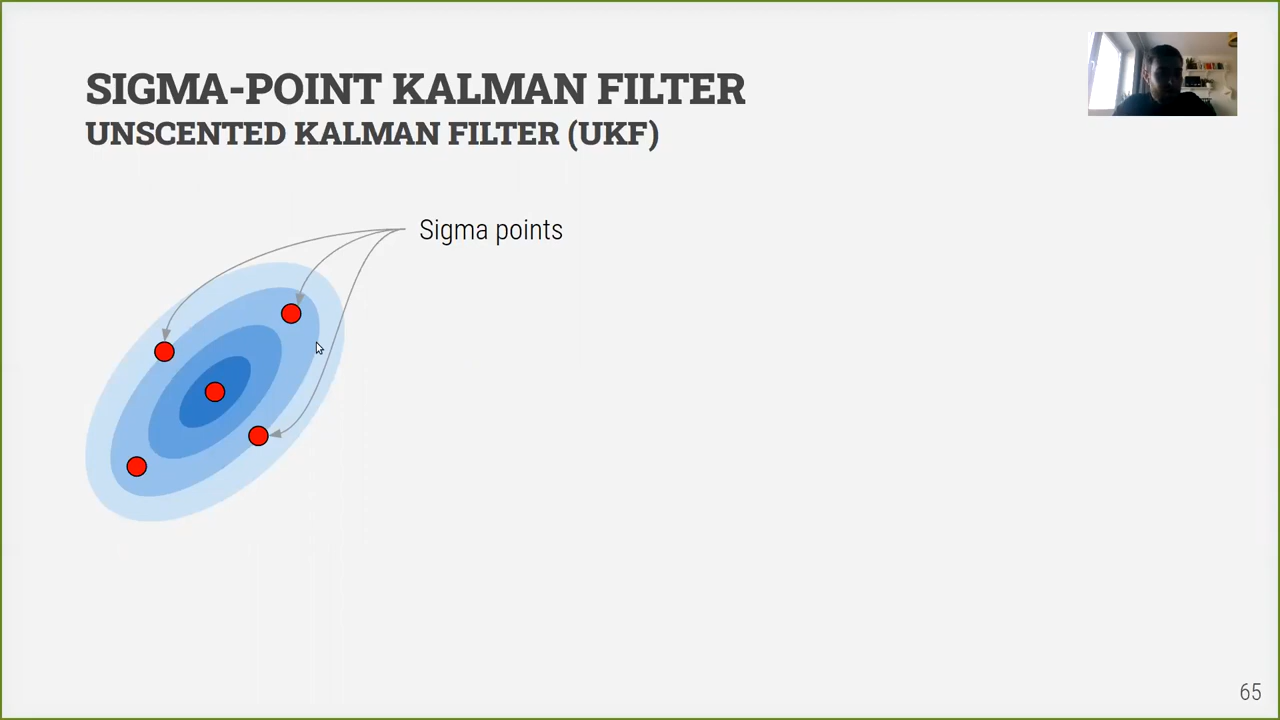 SIGMA-POINT KALMAN FILTER
UNSCENTED KALMAN FILTER (UKF)
Sigma points
65